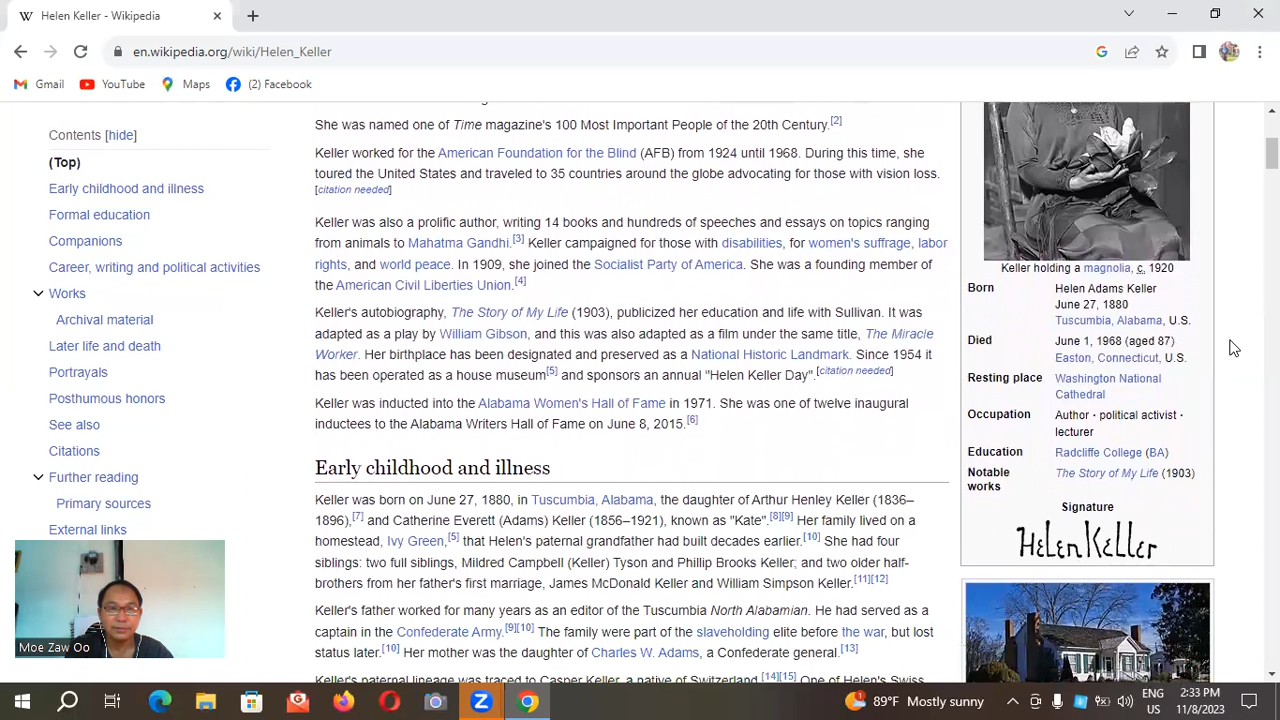 Helen Keller - Wikipedia
en.wikipedia.org/wiki/Helen_Keller
Gmail YouTube Maps (2) Facebook
Contents [hide]
(Top)
Early childhood and illness
Formal education
Companions
Career, writing and political activities
Works
Archival material
Later life and death
Portrayals
Posthumous honors
See also
Citations
Further reading
Primary sources
External links
She was named one of Time magazine's 100 Most Important People of the 20th Century.[2]
Keller worked for the American Foundation for the Blind (AFB) from 1924 until 1968. During this time, she
toured the United States and traveled to 35 countries around the globe advocating for those with vision loss.
[citation needed]
Keller was also a prolific author, writing 14 books and hundreds of speeches and essays on topics ranging
from animals to Mahatma Gandhi.[3] Keller campaigned for those with disabilities, for women's suffrage, labor
rights, and world peace. In 1909, she joined the Socialist Party of America. She was a founding member of
the American Civil Liberties Union.[4]
Keller's autobiography, The Story of My Life (1903), publicized her education and life with Sullivan. It was
adapted as a play by William Gibson, and this was also adapted as a film under the same title, The Miracle
Worker. Her birthplace has been designated and preserved as a National Historic Landmark. Since 1954 it
has been operated as a house museum[5] and sponsors an annual "Helen Keller Day".[citation needed]
Keller was inducted into the Alabama Women's Hall of Fame in 1971. She was one of twelve inaugural
inductees to the Alabama Writers Hall of Fame on June 8, 2015.[6]
Early childhood and illness
Keller was born on June 27, 1880, in Tuscumbia, Alabama, the daughter of Arthur Henley Keller (1836–
1896),[7] and Catherine Everett (Adams) Keller (1856–1921), known as "Kate".[8][9] Her family lived on a
homestead, Ivy Green,[5] that Helen's paternal grandfather had built decades earlier.[10] She had four
siblings: two full siblings, Mildred Campbell (Keller) Tyson and Phillip Brooks Keller; and two older half-
brothers from her father's first marriage, James McDonald Keller and William Simpson Keller.[11][12]
Keller's father worked for many years as an editor of the Tuscumbia North Alabamian. He had served as a
captain in the Confederate Army.[9][10] The family were part of the slaveholding elite before the war, but lost
status later.[10] Her mother was the daughter of Charles W. Adams, a Confederate general.[13]
Keller's paternal lineage was traced to Casper Keller, a native of Switzerland.[14][15] One of Helen's Swiss
Keller holding a magnolia, c. 1920
Born Helen Adams Keller
June 27, 1880
Tuscumbia, Alabama, U.S.
Died June 1, 1968 (aged 87)
Easton, Connecticut, U.S.
Resting place Washington National
Cathedral
Occupation Author · political activist ·
lecturer
Education Radcliffe College (BA)
Notable The Story of My Life (1903)
works
Signature
Helen Keller
Moe Zaw Oo
89°F Mostly sunny
ENG
US
2:33 PM
11/8/2023